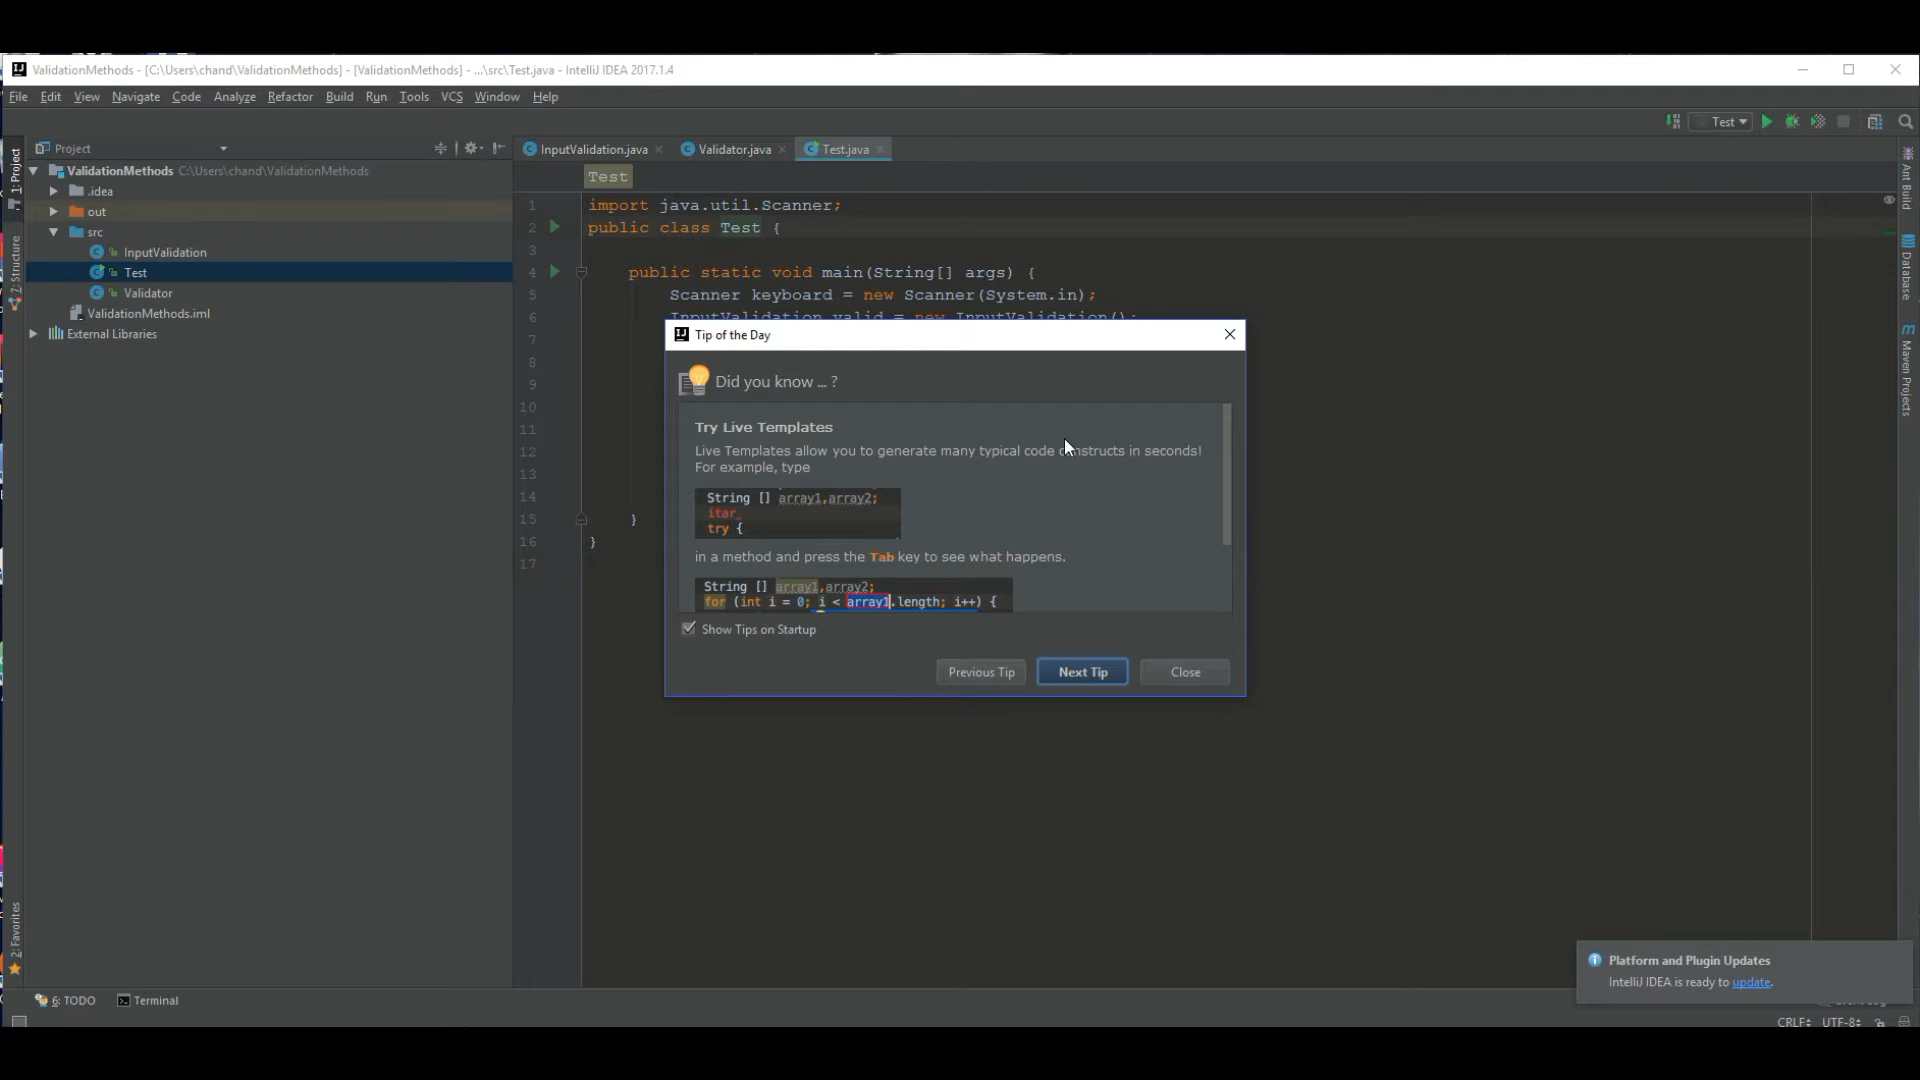 ValidationMethods - [C:\Users\chand\ValidationMethods] - [ValidationMethods] - ...\src\Test.java - IntelliJ IDEA 2017.1.4
File Edit View Navigate Code Analyze Refactor Build Run Tools VCS Window Help
Test
Project
InputValidation.java
Validator.java
Test.java
1: Project
ValidationMethods C:\Users\chand\ValidationMethods
.idea
out
src
InputValidation
Test
Validator
ValidationMethods.iml
External Libraries
7: Structure
2: Favorites
Test
1 import java.util.Scanner;
2 public class Test {
3
4 public static void main(String[] args) {
5 Scanner keyboard = new Scanner(System.in);
6 InputValidation valid = new InputValidation();
7
8
9
10
11
12
13
14
15 }
16 }
17
Tip of the Day
Did you know ... ?
Try Live Templates
Live Templates allow you to generate many typical code constructs in seconds!
For example, type
String [] array1,array2;
itar_
try {
in a method and press the Tab key to see what happens.
String [] array1,array2;
for (int i = 0; i < array1.length; i++) {
Show Tips on Startup
Previous Tip
Next Tip
Close
Ant Build
Database
Maven Projects
Platform and Plugin Updates
IntelliJ IDEA is ready to update.
6: TODO
Terminal
CRLF
UTF-8